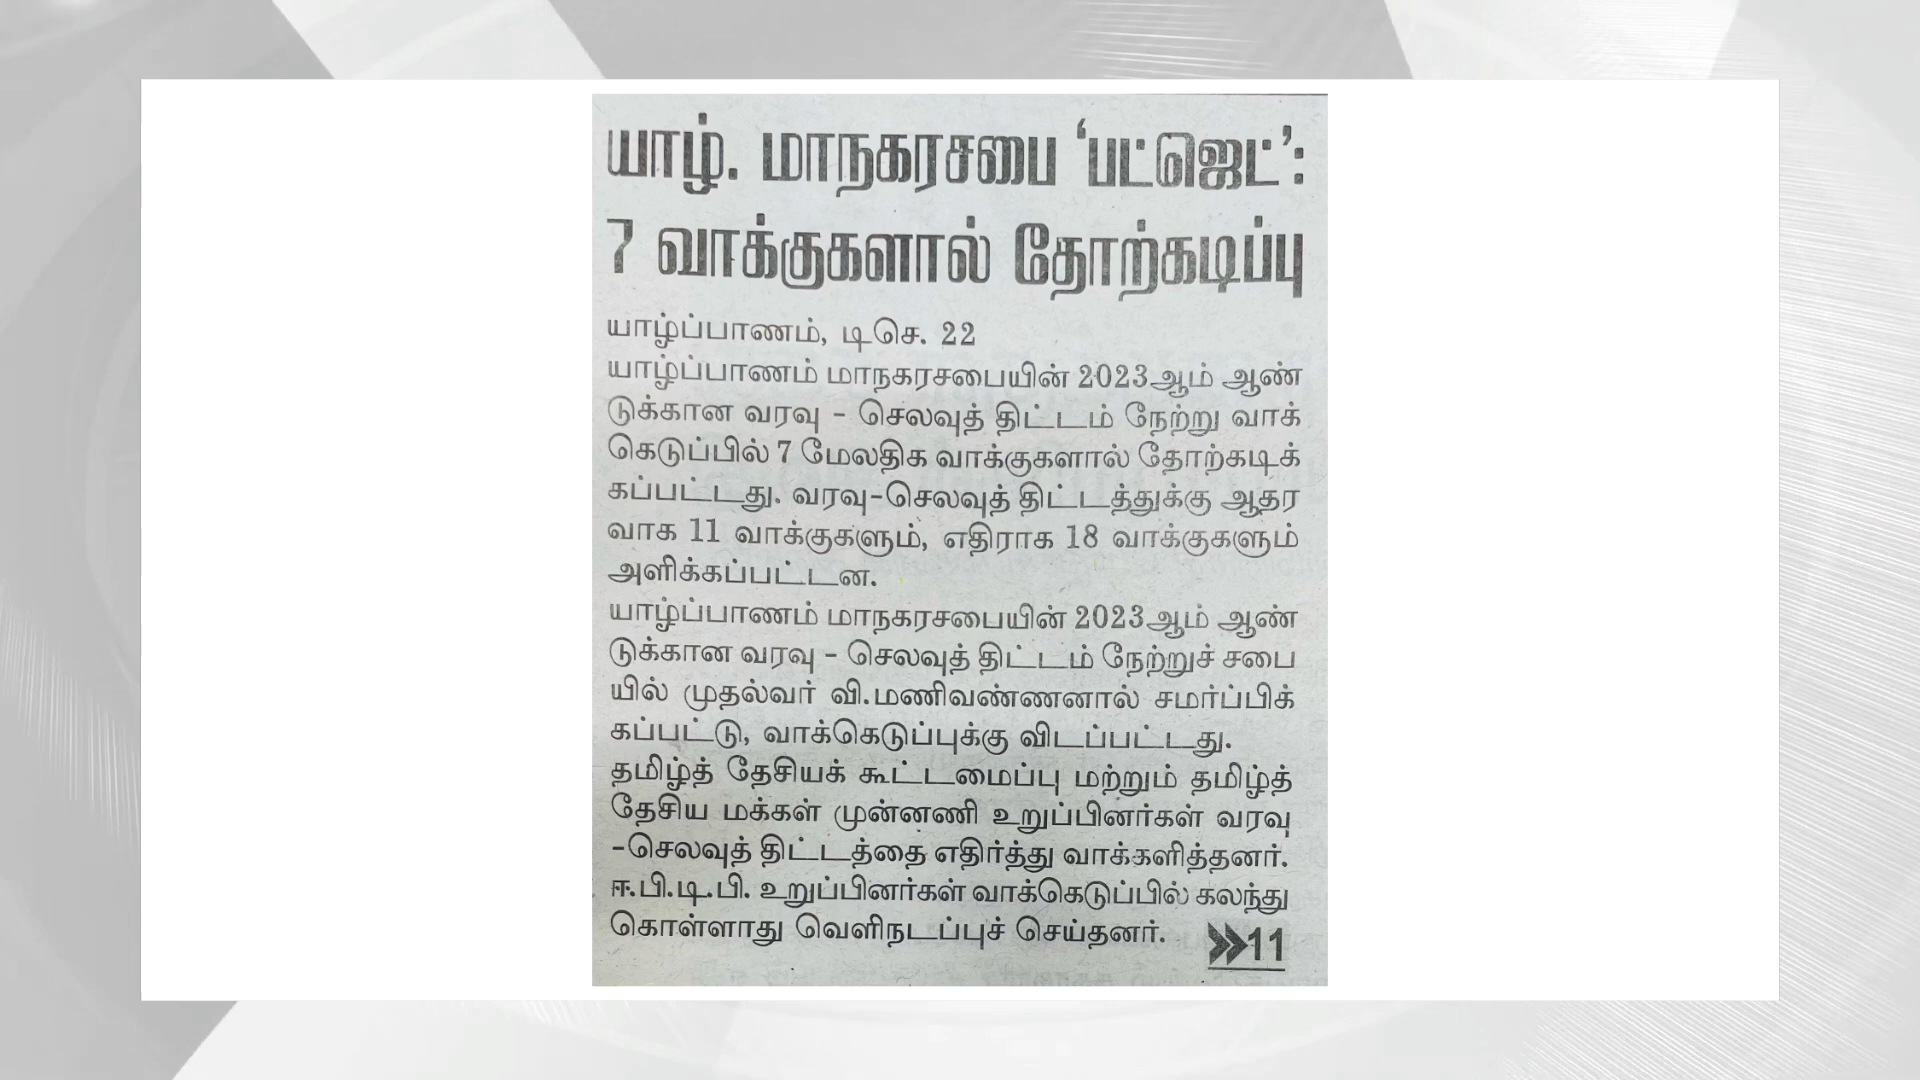 யாழ். மாநகரசபை ‘பட்ஜெட்’:
7 வாக்குகளால் தோற்கடிப்பு
யாழ்ப்பாணம், டிசெ. 22
யாழ்ப்பாணம் மாநகரசபையின் 2023ஆம் ஆண்
டுக்கான வரவு - செலவுத் திட்டம் நேற்று வாக்
கெடுப்பில் 7 மேலதிக வாக்குகளால் தோற்கடிக்
கப்பட்டது. வரவு-செலவுத் திட்டத்துக்கு ஆதர
வாக 11 வாக்குகளும், எதிராக 18 வாக்குகளும்
அளிக்கப்பட்டன.
யாழ்ப்பாணம் மாநகரசபையின் 2023ஆம் ஆண்
டுக்கான வரவு - செலவுத் திட்டம் நேற்றுச் சபை
யில் முதல்வர் வி.மணிவண்ணனால் சமர்ப்பிக்
கப்பட்டு, வாக்கெடுப்புக்கு விடப்பட்டது.
தமிழ்த் தேசியக் கூட்டமைப்பு மற்றும் தமிழ்த்
தேசிய மக்கள் முன்னணி உறுப்பினர்கள் வரவு
-செலவுத் திட்டத்தை எதிர்த்து வாக்களித்தனர்.
ஈ.பி.டி.பி. உறுப்பினர்கள் வாக்கெடுப்பில் கலந்து
கொள்ளாது வெளிநடப்புச் செய்தனர். »11